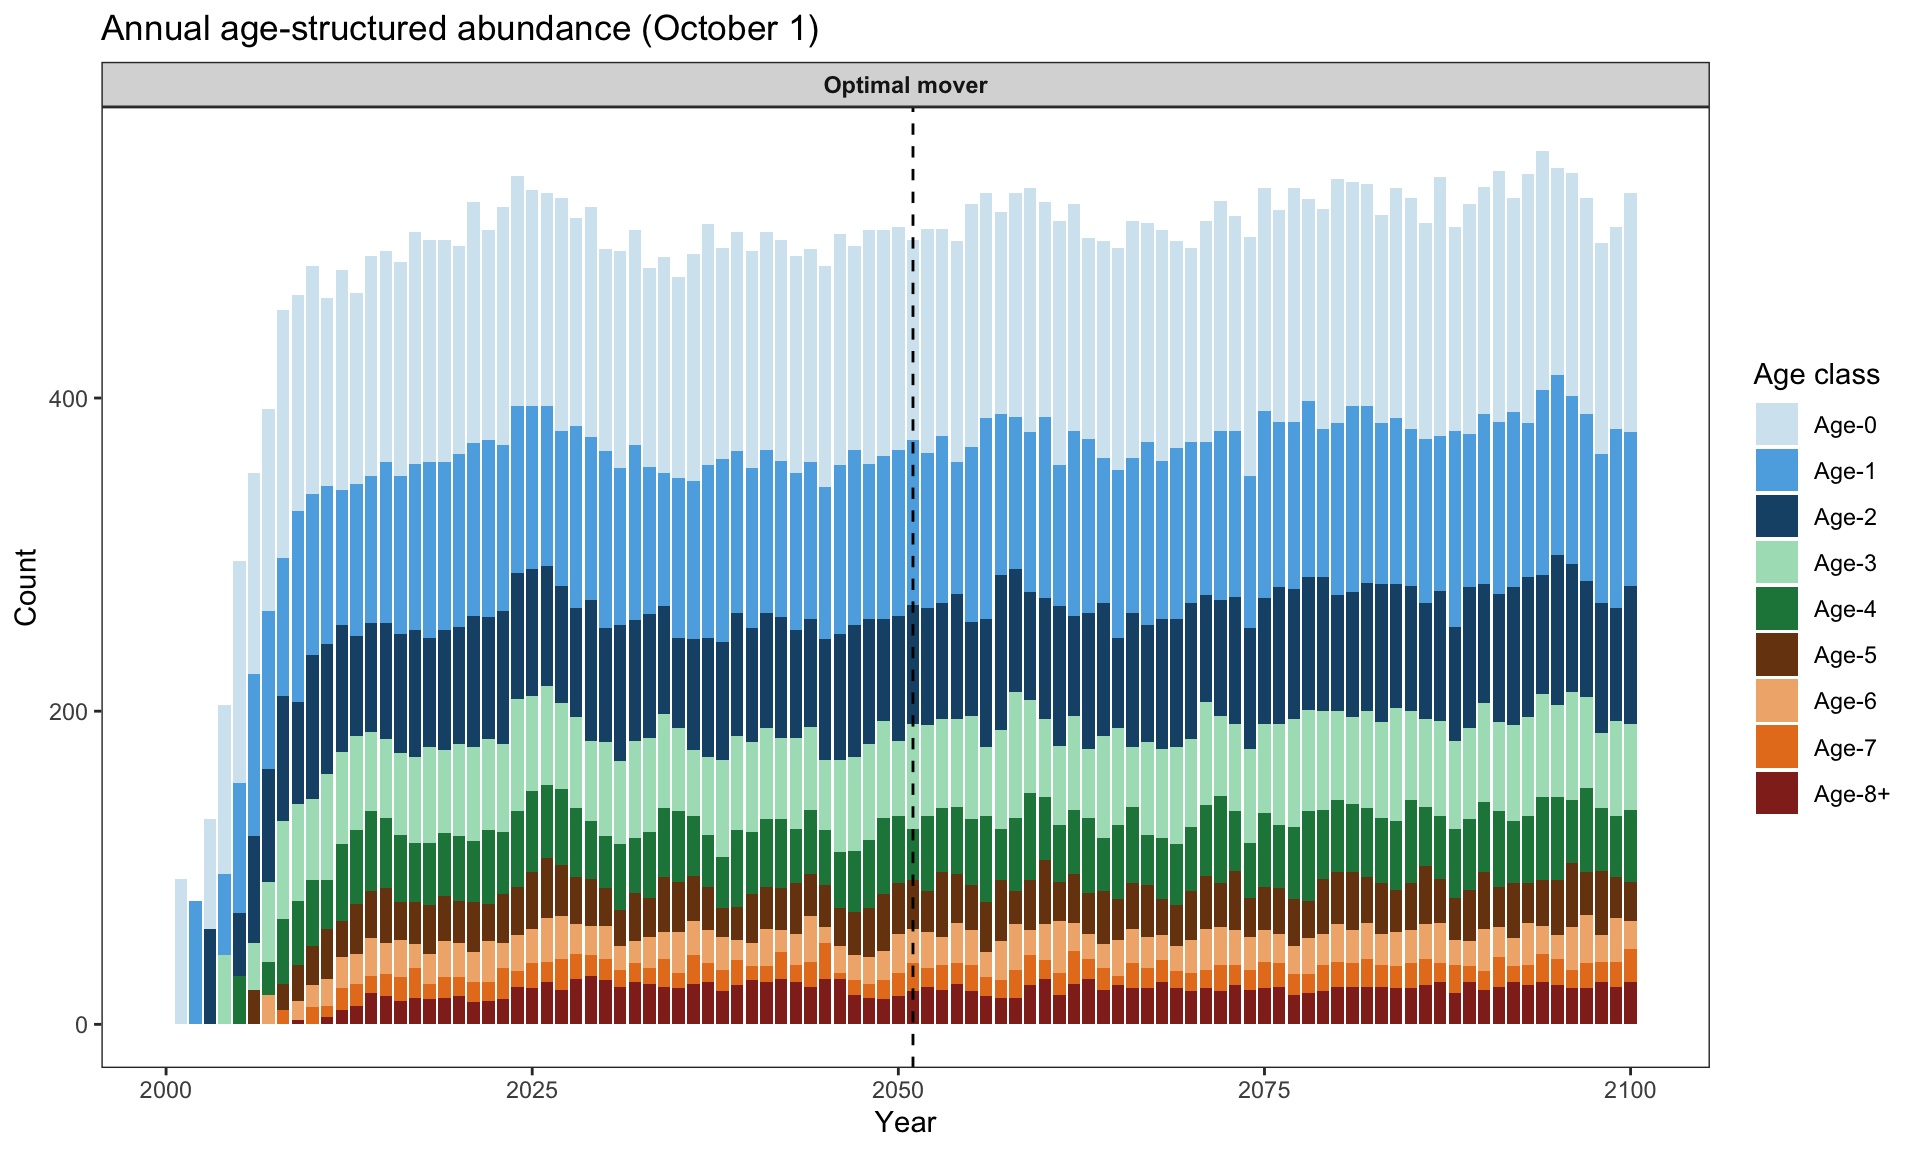 Annual age-structured abundance (October 1)
Optimal mover
Count
400
200
0
2000
2025
2050
2075
2100
Year
Age class
Age-0
Age-1
Age-2
Age-3
Age-4
Age-5
Age-6
Age-7
Age-8+